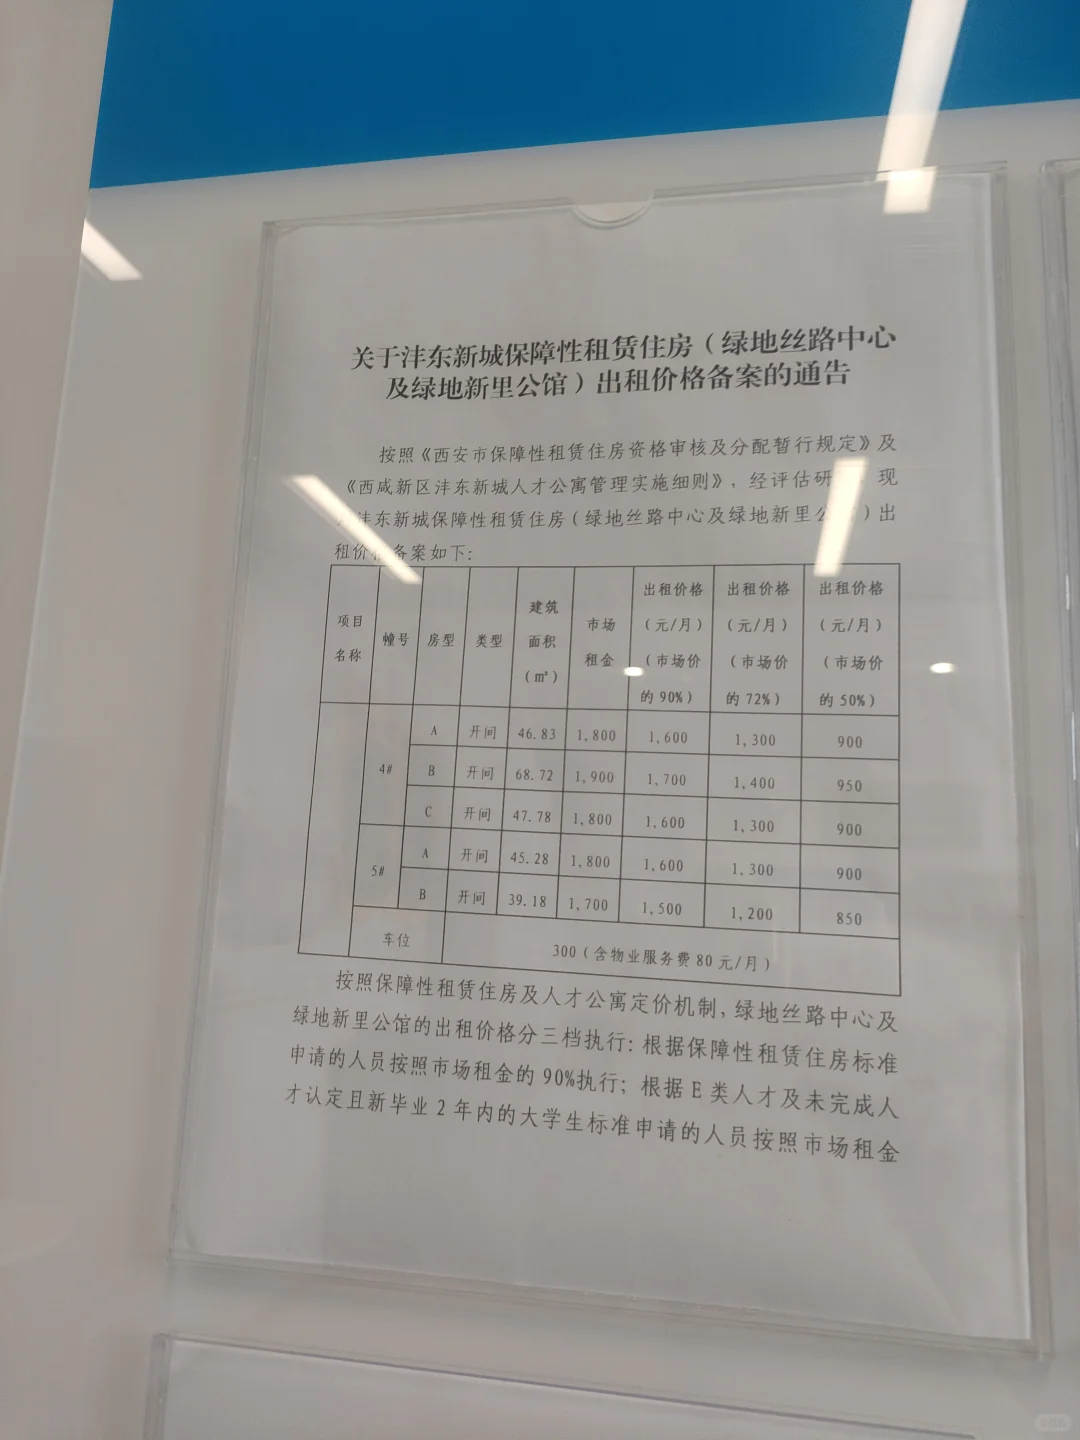 关于沣东新城保障性租赁住房（绿地丝路中心
及绿地新里公馆）出租价格备案的通告
按照《西安市保障性租赁住房资格审核及分配暂行规定》及
《西咸新区沣东新城人才公寓管理实施细则》，经评估研 现
沣东新城保障性租赁住房（绿地丝路中心及绿地新里公 ）出
租价 备案如下：
项目名称 幢号 房型 类型 建筑面积（㎡） 市场租金 出租价格（元/月）（市场价的90%） 出租价格（元/月）（市场价的72%） 出租价格（元/月）（市场价的50%）
4# A 开间 46.83 1,800 1,600 1,300 900
B 开间 68.72 1,900 1,700 1,400 950
C 开间 47.78 1,800 1,600 1,300 900
5# A 开间 45.28 1,800 1,600 1,300 900
B 开间 39.18 1,700 1,500 1,200 850
车位 300（含物业服务费80元/月）
按照保障性租赁住房及人才公寓定价机制，绿地丝路中心及
绿地新里公馆的出租价格分三档执行：根据保障性租赁住房标准
申请的人员按照市场租金的90%执行；根据E类人才及未完成人
才认定且新毕业2年内的大学生标准申请的人员按照市场租金